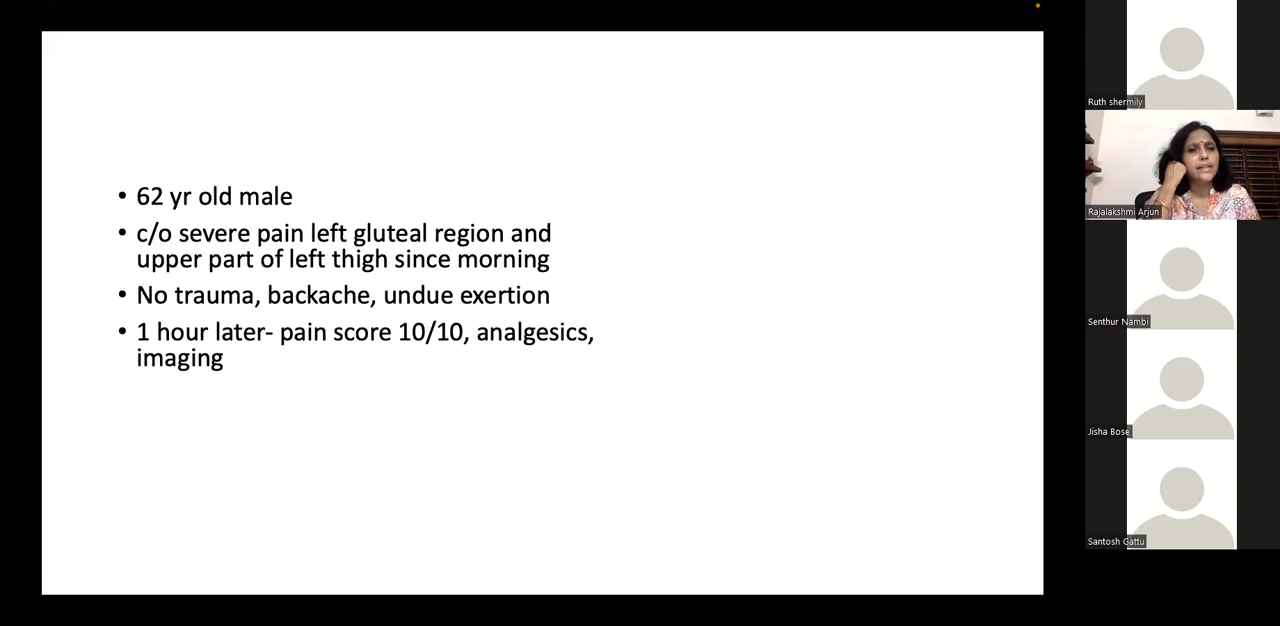 • 62 yr old male
• c/o severe pain left gluteal region and
upper part of left thigh since morning
• No trauma, backache, undue exertion
• 1 hour later- pain score 10/10, analgesics,
imaging
Ruth shermily
Rajalakshmi Arjun
Senthur Nambi
Jisha Bose
Santosh Gattu